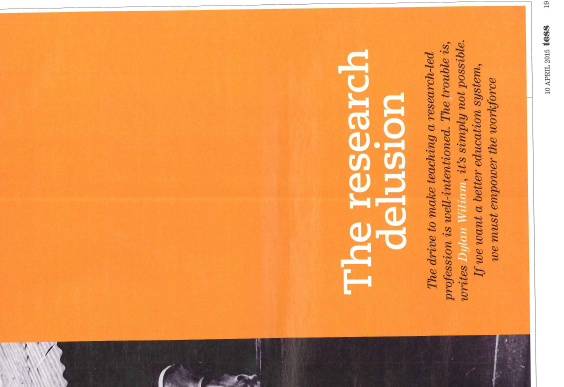 10 APRIL 2015 tess 19
The research
delusion
The drive to make teaching a research-led
profession is well-intentioned. The trouble is,
writes Dylan Wiliam, it's simply not possible.
If we want a better education system,
we must empower the workforce